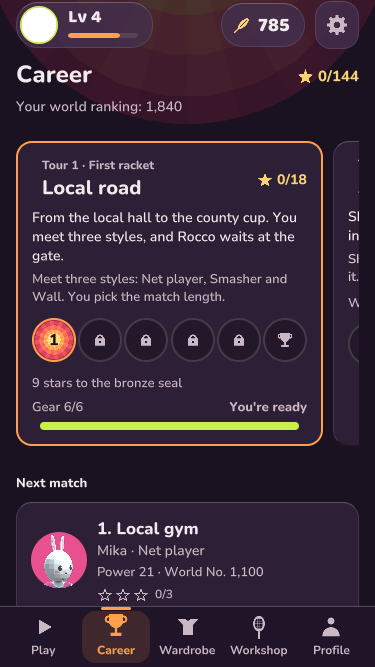 Lv 4
785
Career
0/144
Your world ranking: 1,840
Tour 1 · First racket
Local road
0/18
From the local hall to the county cup. You
meet three styles, and Rocco waits at the
gate.
Meet three styles: Net player, Smasher and
Wall. You pick the match length.
1
9 stars to the bronze seal
Gear 6/6
You're ready
Next match
1. Local gym
Mika · Net player
Power 21 · World No. 1,100
0/3
Play
Career
Wardrobe
Workshop
Profile